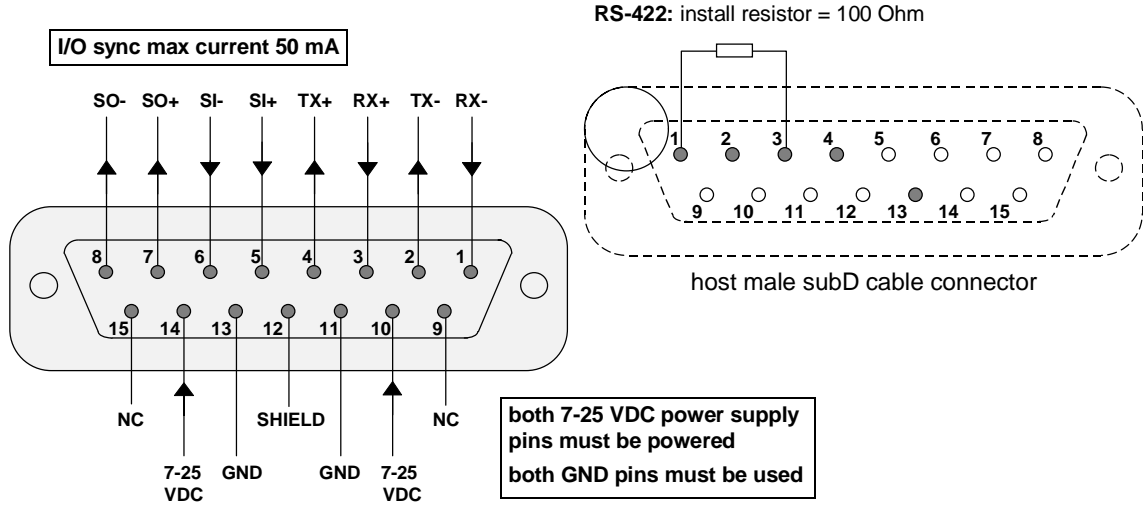 RS-422: install resistor = 100 Ohm
I/O sync max current 50 mA
SO- SO+ SI- SI+ TX+ RX+ TX- RX-
1 2 3 4 5 6 7 8
9 10 11 12 13 14 15
host male subD cable connector
8 7 6 5 4 3 2 1
15 14 13 12 11 10 9
NC SHIELD NC
7-25 GND GND 7-25
VDC VDC
both 7-25 VDC power supply
pins must be powered
both GND pins must be used